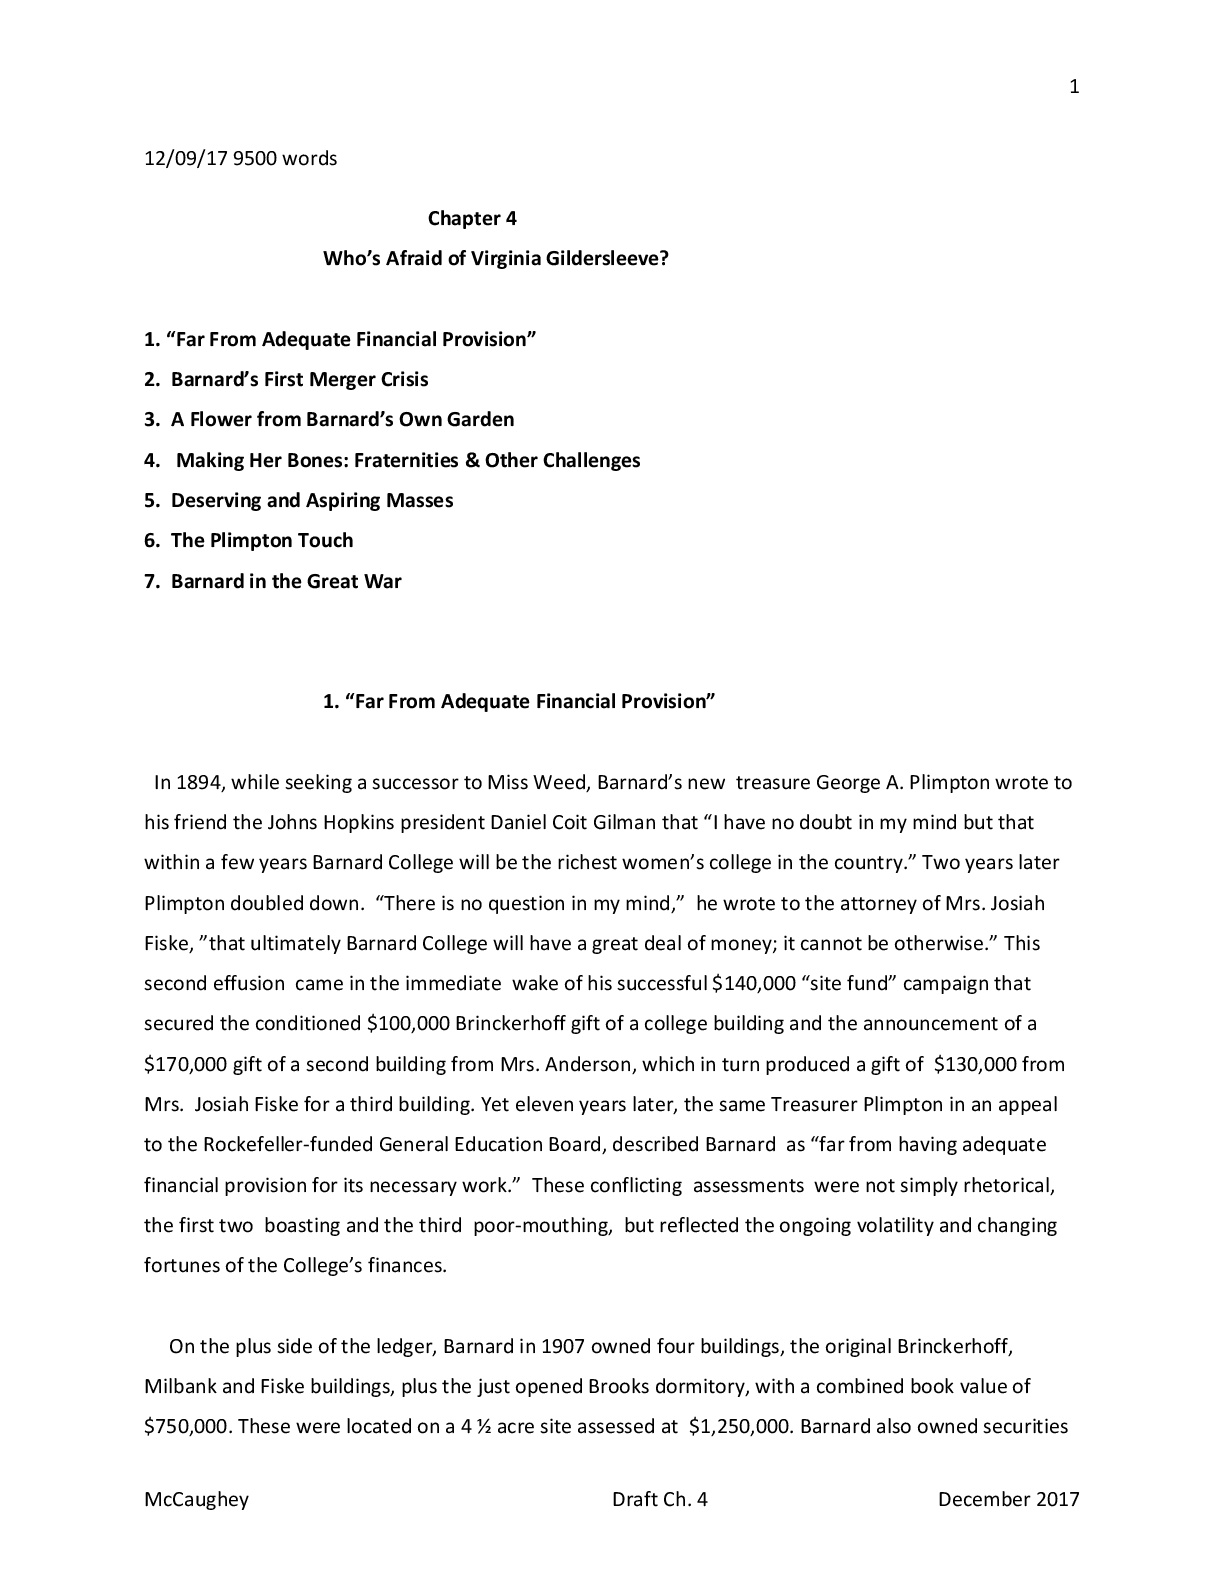 1
12/09/17 9500 words
Chapter 4
Who’s Afraid of Virginia Gildersleeve?
1. “Far From Adequate Financial Provision”
2.  Barnard’s First Merger Crisis
3.  A Flower from Barnard’s Own Garden
4.   Making Her Bones: Fraternities & Other Challenges
5.  Deserving and Aspiring Masses
6.  The Plimpton Touch
7.  Barnard in the Great War
1. “Far From Adequate Financial Provision”
In 1894, while seeking a successor to Miss Weed, Barnard’s new  treasure George A. Plimpton wrote to
his friend the Johns Hopkins president Daniel Coit Gilman that “I have no doubt in my mind but that
within a few years Barnard College will be the richest women’s college in the country.” Two years later
Plimpton doubled down.  “There is no question in my mind,”  he wrote to the attorney of Mrs. Josiah
Fiske, ”that ultimately Barnard College will have a great deal of money; it cannot be otherwise.” This
second effusion  came in the immediate  wake of his successful $140,000 “site fund” campaign that
secured the conditioned $100,000 Brinckerhoff gift of a college building and the announcement of a
$170,000 gift of a second building from Mrs. Anderson, which in turn produced a gift of  $130,000 from
Mrs.  Josiah Fiske for a third building. Yet eleven years later, the same Treasurer Plimpton in an appeal
to the Rockefeller-funded General Education Board, described Barnard  as “far from having adequate
financial provision for its necessary work.”  These conflicting  assessments  were not simply rhetorical,
the first two  boasting and the third  poor-mouthing,  but reflected the ongoing volatility and changing
fortunes of the College’s finances.
On the plus side of the ledger, Barnard in 1907 owned four buildings, the original Brinckerhoff,
Milbank and Fiske buildings, plus the just opened Brooks dormitory, with a combined book value of
$750,000. These were located on a 4 ½ acre site assessed at  $1,250,000. Barnard also owned securities
McCaughey Draft Ch. 4 December 2017